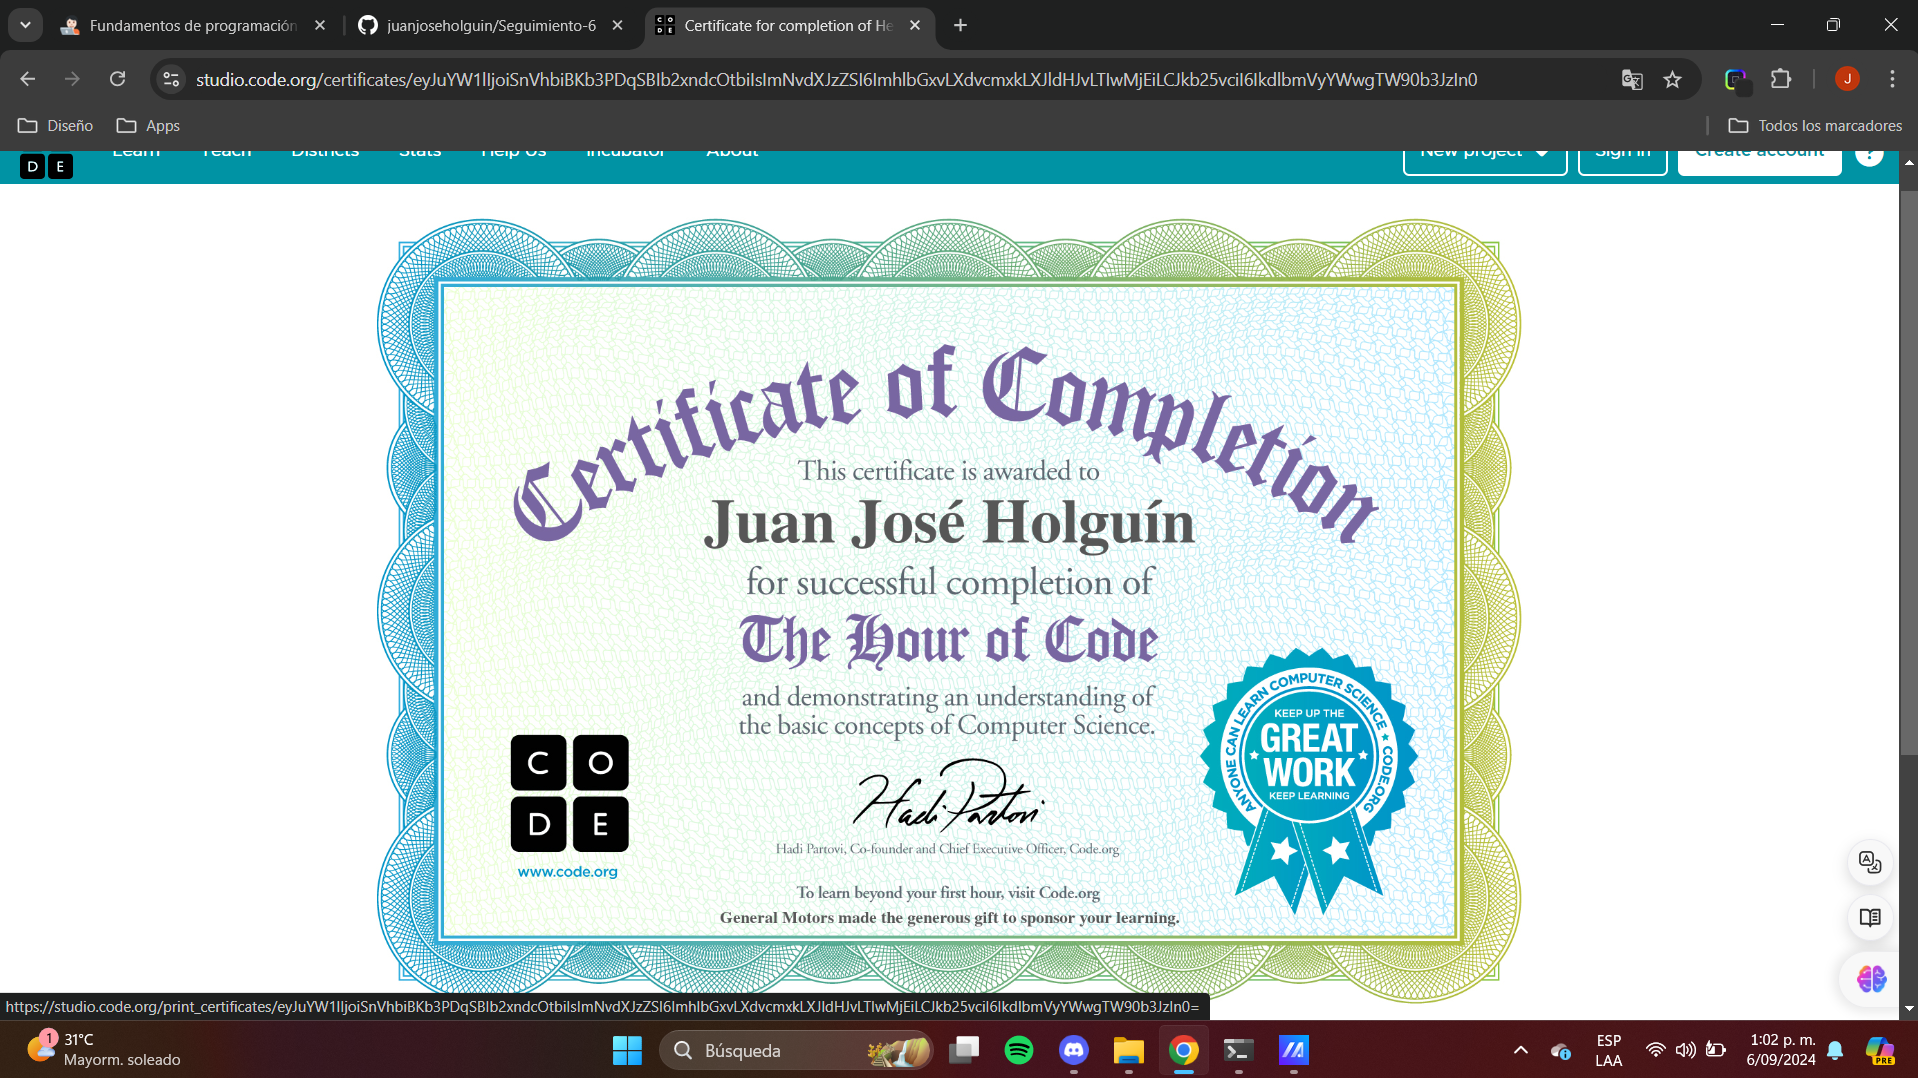 Fundamentos de programación
juanjoseholguin/Seguimiento-6
Certificate for completion of He
studio.code.org/certificates/eyJuYW1lIjoiSnVhbiBKb3PDqSBIb2xndcOtbiIsImNvdXJzZSI6ImhlbGxvLXdvcmxkLXJldHJvLTIwMjEiLCJkb25vciI6IkdlbmVyYWwgTW90b3JzIn0
J
Diseño
Apps
Todos los marcadores
D E
Learn
Teach
Districts
Stats
Help Us
Incubator
About
New project
Sign in
Create account
?
Certificate of Completion
This certificate is awarded to
Juan José Holguín
for successful completion of
The Hour of Code
and demonstrating an understanding of
the basic concepts of Computer Science.
Hadi Partovi
Hadi Partovi, Co-founder and Chief Executive Officer, Code.org
To learn beyond your first hour, visit Code.org
General Motors made the generous gift to sponsor your learning.
C O
D E
www.code.org
ANYONE CAN LEARN COMPUTER SCIENCE ★ CODE.ORG
KEEP UP THE
GREAT
WORK
KEEP LEARNING
https://studio.code.org/print_certificates/eyJuYW1lIjoiSnVhbiBKb3PDqSBIb2xndcOtbiIsImNvdXJzZSI6ImhlbGxvLXdvcmxkLXJldHJvLTIwMjEiLCJkb25vciI6IkdlbmVyYWwgTW90b3JzIn0=
1
31°C
Mayorm. soleado
Búsqueda
ESP
LAA
1:02 p. m.
6/09/2024
PRE